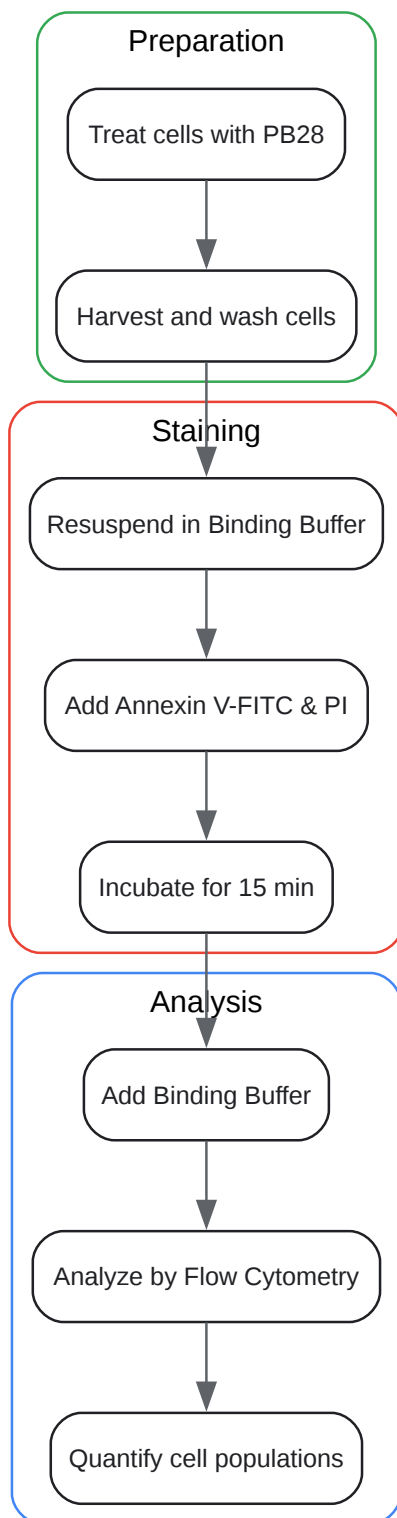 Preparation
Treat cells with PB28
Harvest and wash cells
Staining
Resuspend in Binding Buffer
Add Annexin V-FITC & PI
Incubate for 15 min
Analysis
Add Binding Buffer
Analyze by Flow Cytometry
Quantify cell populations